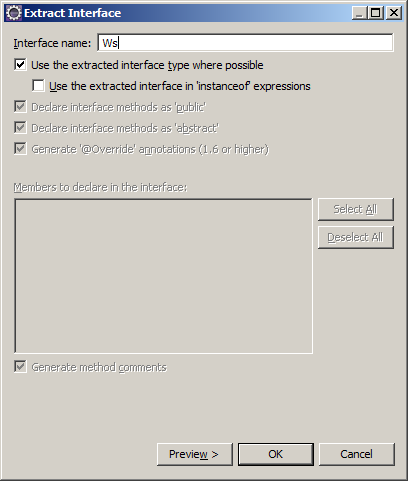 Extract Interface
Interface name: Ws
Use the extracted interface type where possible
Use the extracted interface in 'instanceof' expressions
Declare interface methods as 'public'
Declare interface methods as 'abstract'
Generate '@Override' annotations (1.6 or higher)
Members to declare in the interface:
Select All
Deselect All
Generate method comments
Preview >
OK
Cancel